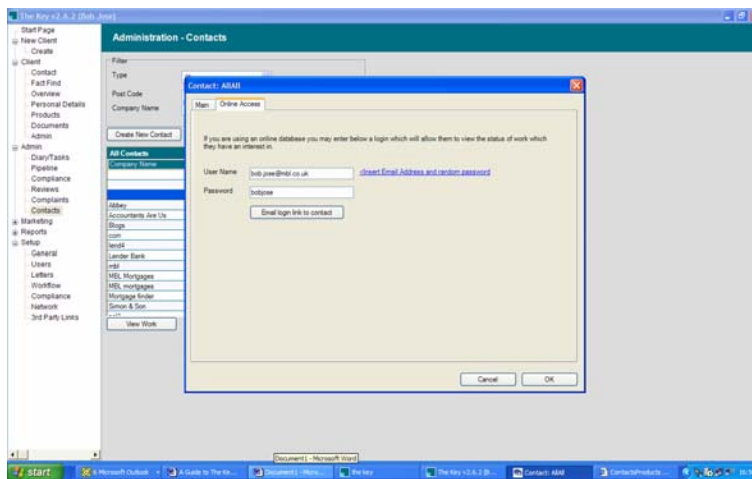 The Key v2.6.2 (Bob Jose)
Start Page
New Client
Create
Client
Contact
Fact Find
Overview
Personal Details
Products
Documents
Admin
Admin
Diary/Tasks
Pipeline
Compliance
Reviews
Complaints
Contacts
Marketing
Reports
Setup
General
Users
Letters
Workflow
Compliance
Network
3rd Party Links
Administration - Contacts
Filter
Type
Post Code
Company Name
Create New Contact
All Contacts
Company Name
Abbey
Accountants Are Us
Blogs
com
lend4
Lender Bank
mbl
MBL Mortgages
MBL mortgages
Mortgage finder
Simon & Son
View Work
Contact: ABAB
Main
Online Access
If you are using an online database you may enter below a login which will allow them to view the status of work which
they have an interest in.
User Name
bob.jose@mbl.co.uk
<Insert Email Address and random password
Password
bobjose
Email login link to contact
Cancel
OK
Document1 - Microsoft Word
start
Microsoft Outlook
A Guide to The Ke...
Document1 - Micro...
the key
The Key v2.6.2 (B...
Contact: ABAB
ContactsProducts ...